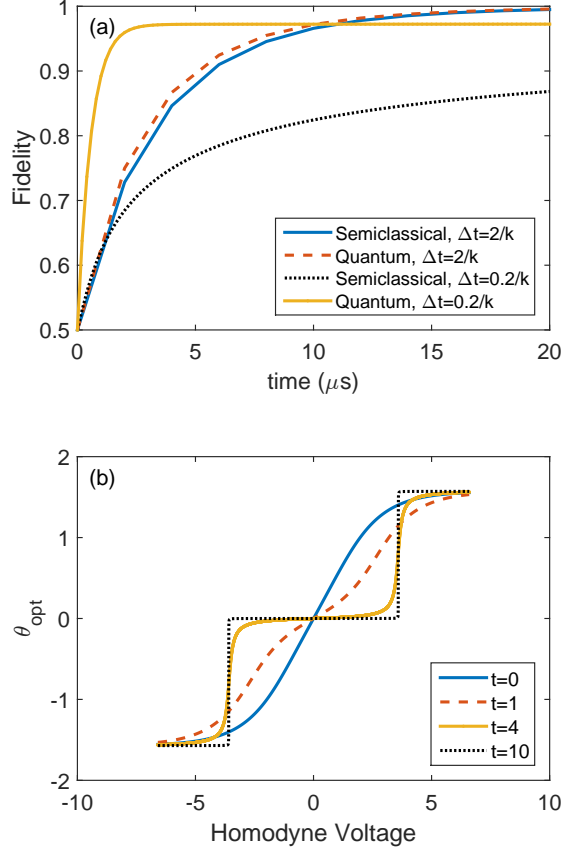 (a)
1
0.9
0.8
0.7
0.6
0.5
Fidelity
Semiclassical, Δt=2/k
Quantum, Δt=2/k
Semiclassical, Δt=0.2/k
Quantum, Δt=0.2/k
0 5 10 15 20
time (μs)
(b)
2
1
0
-1
-2
θopt
t=0
t=1
t=4
t=10
-10 -5 0 5 10
Homodyne Voltage